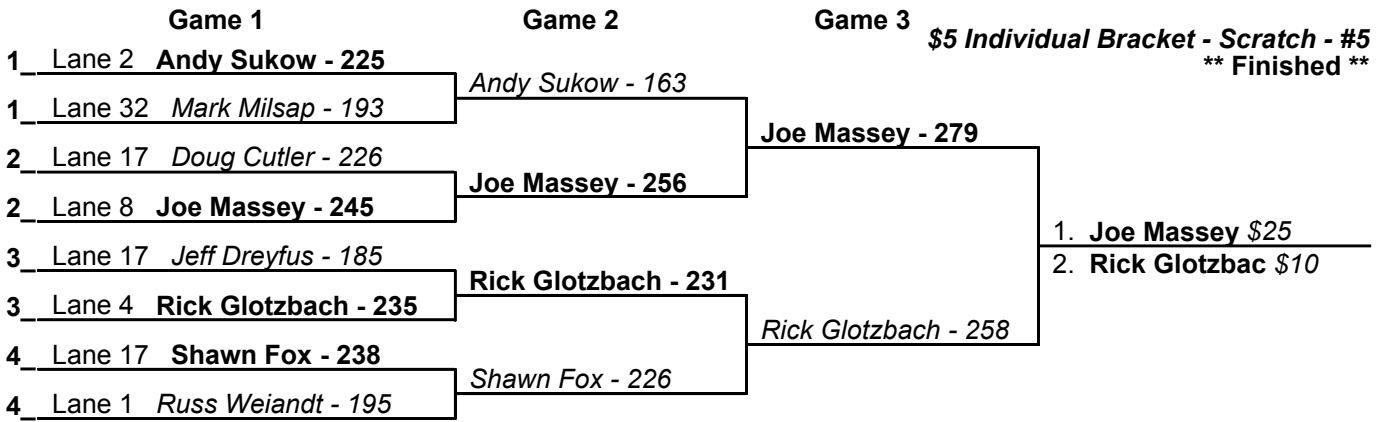 Game 1 Game 2 Game 3
$5 Individual Bracket - Scratch - #5
** Finished **
1_ Lane 2 Andy Sukow - 225
Andy Sukow - 163
1_ Lane 32 Mark Milsap - 193
Joe Massey - 279
2_ Lane 17 Doug Cutler - 226
Joe Massey - 256
2_ Lane 8 Joe Massey - 245
1. Joe Massey $25
3_ Lane 17 Jeff Dreyfus - 185
2. Rick Glotzbac $10
Rick Glotzbach - 231
3_ Lane 4 Rick Glotzbach - 235
Rick Glotzbach - 258
4_ Lane 17 Shawn Fox - 238
Shawn Fox - 226
4_ Lane 1 Russ Weiandt - 195